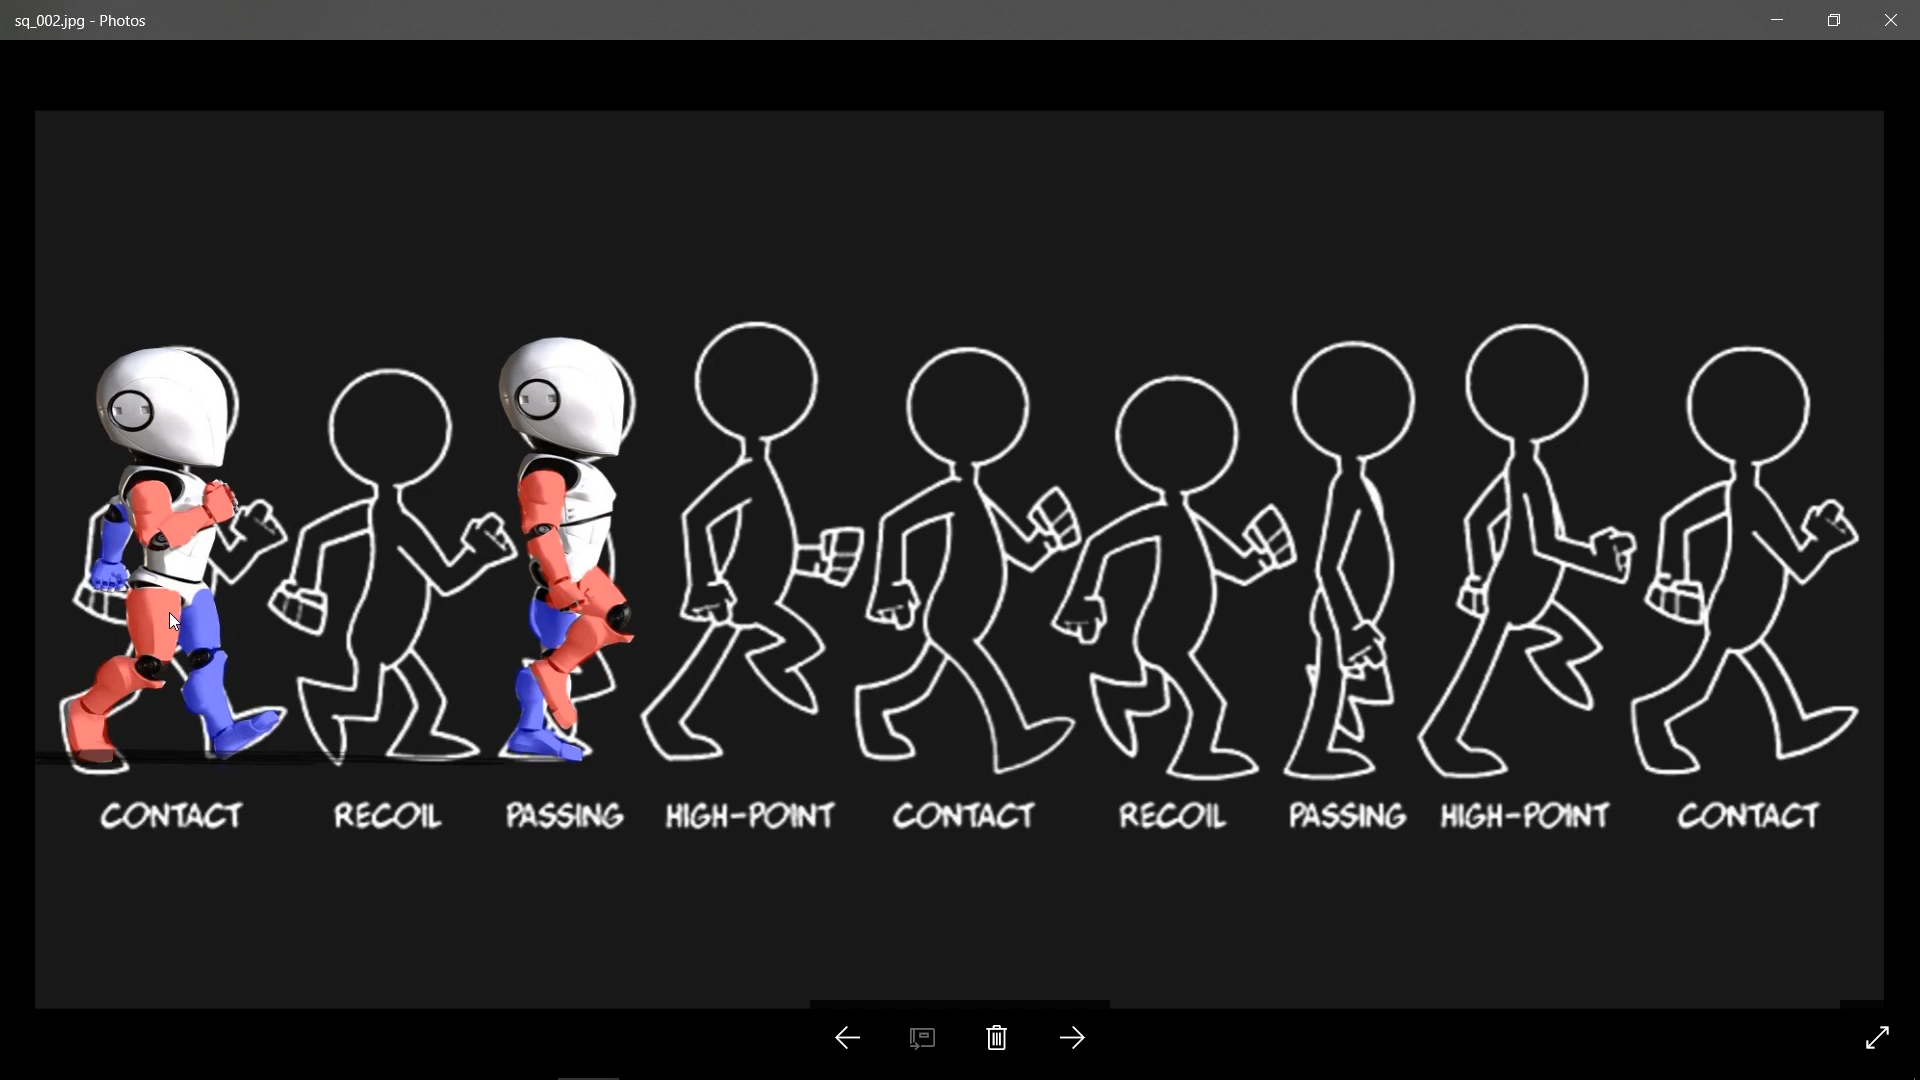 sq_002.jpg - Photos
CONTACT RECOIL PASSING HIGH-POINT CONTACT RECOIL PASSING HIGH-POINT CONTACT